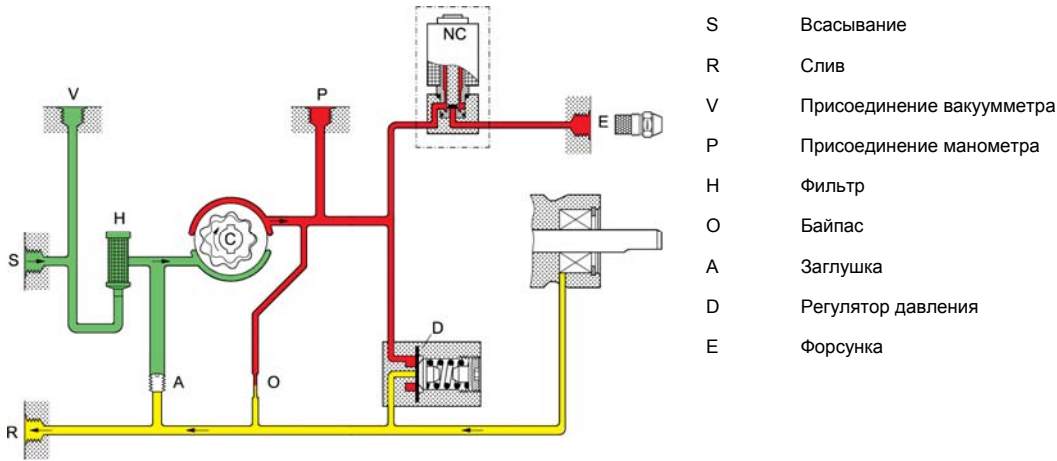 NC
V
P
E
H
C
S
D
A
O
R
S Всасывание
R Слив
V Присоединение вакуумметра
P Присоединение манометра
H Фильтр
O Байпас
A Заглушка
D Регулятор давления
E Форсунка